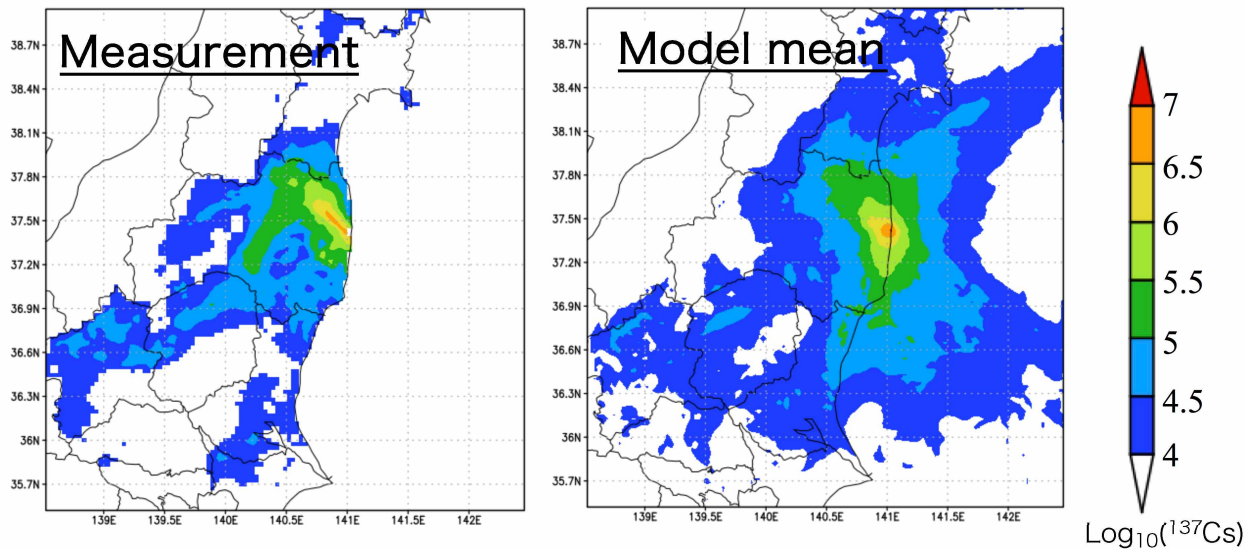 Measurement
38.7N
38.4N
38.1N
37.8N
37.5N
37.2N
36.9N
36.6N
36.3N
36N
35.7N
139E 139.5E 140E 140.5E 141E 141.5E 142E
Model mean
38.7N
38.4N
38.1N
37.8N
37.5N
37.2N
36.9N
36.6N
36.3N
36N
35.7N
139E 139.5E 140E 140.5E 141E 141.5E 142E
7
6.5
6
5.5
5
4.5
4
Log₁₀(¹³⁷Cs)